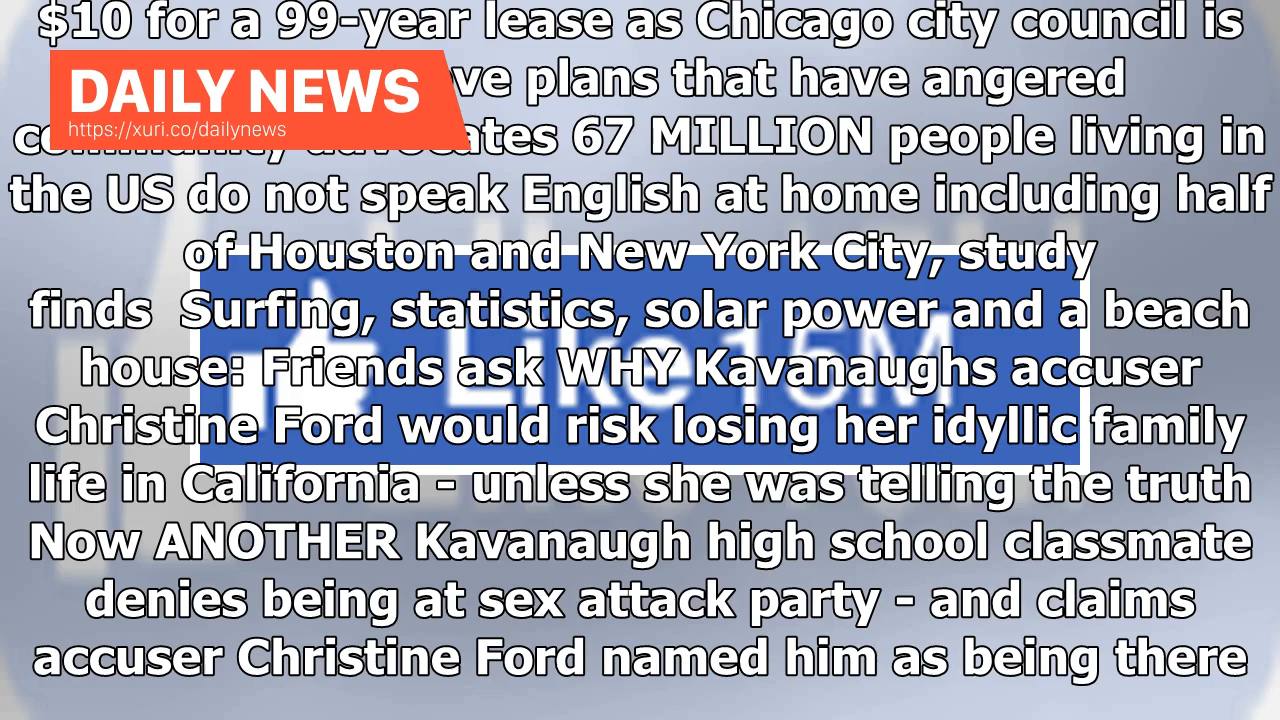 $10 for a 99-year lease as Chicago city council is
DAILY NEWS
https://xuri.co/dailynews
plans that have angered
67 MILLION people living in
the US do not speak English at home including half
of Houston and New York City, study
finds  Surfing, statistics, solar power and a beach
house: Friends ask WHY Kavanaughs accuser
Like 15M
Christine Ford would risk losing her idyllic family
life in California - unless she was telling the truth
Now ANOTHER Kavanaugh high school classmate
denies being at sex attack party - and claims
accuser Christine Ford named him as being there